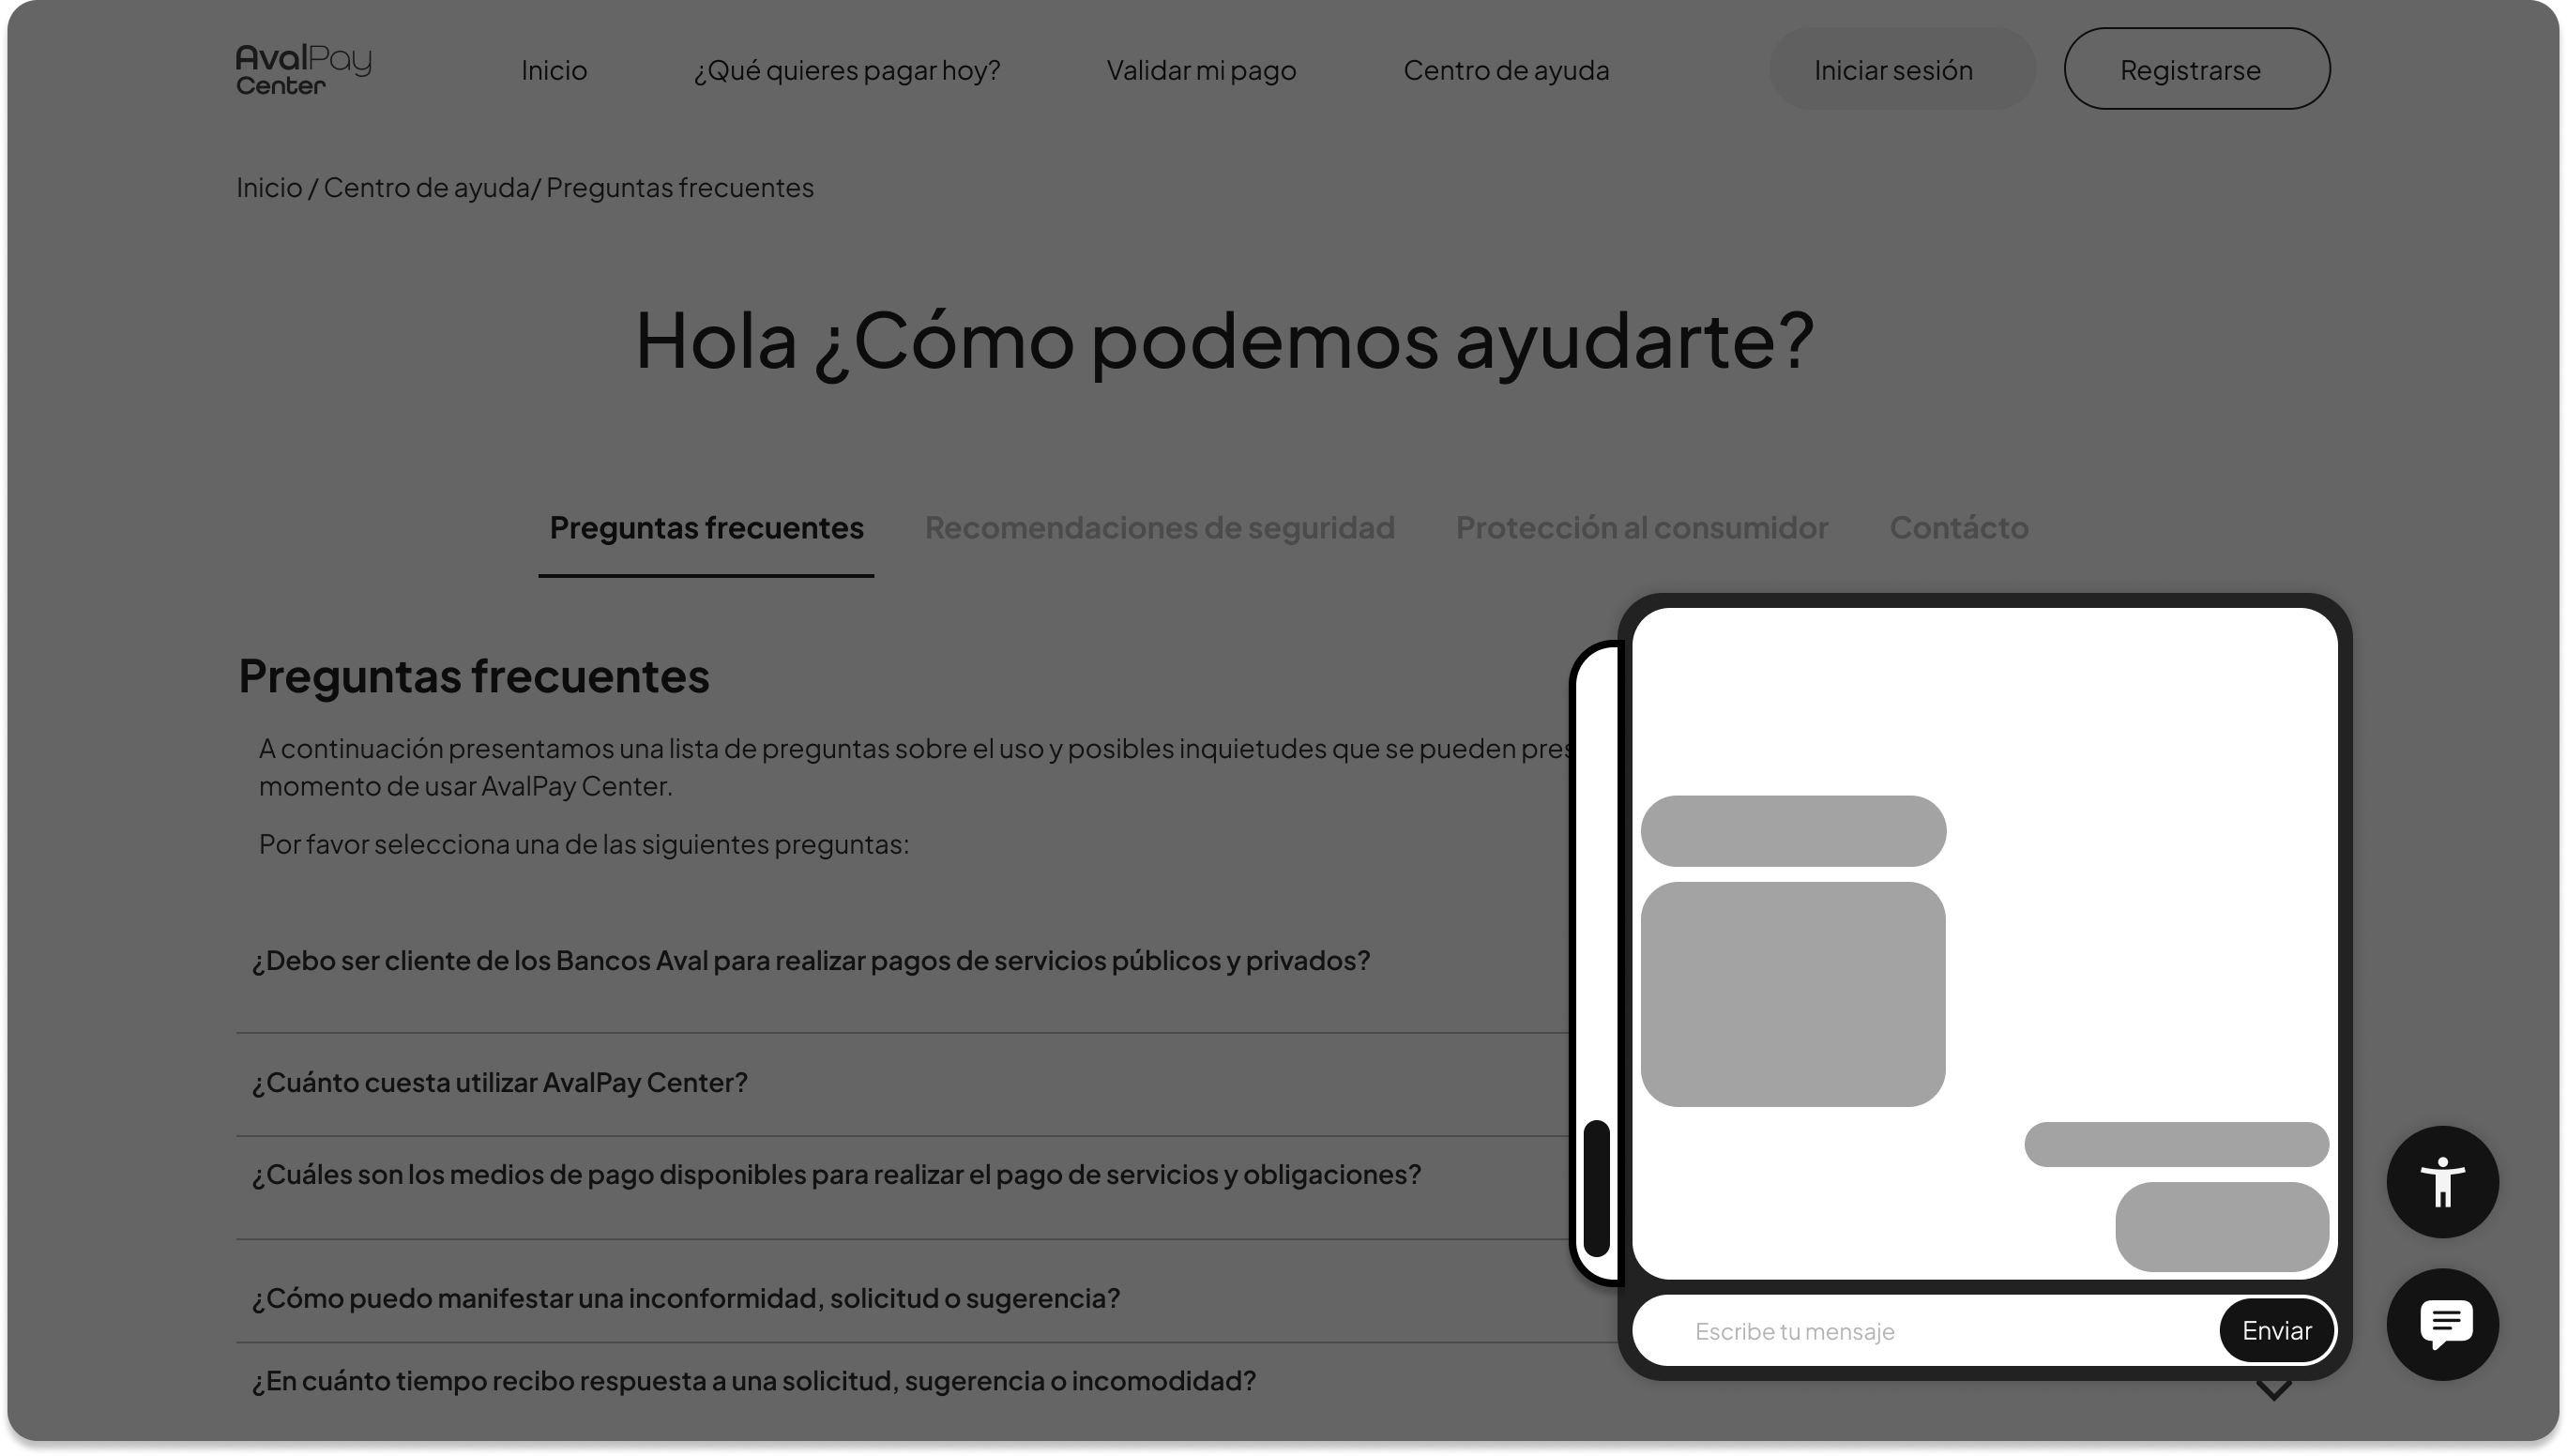 AvalPay
Center
Inicio
¿Qué quieres pagar hoy?
Validar mi pago
Centro de ayuda
Iniciar sesión
Registrarse
Inicio / Centro de ayuda/ Preguntas frecuentes
Hola ¿Cómo podemos ayudarte?
Preguntas frecuentes
Recomendaciones de seguridad
Protección al consumidor
Contácto
Preguntas frecuentes
A continuación presentamos una lista de preguntas sobre el uso y posibles inquietudes que se pueden
momento de usar AvalPay Center.
Por favor selecciona una de las siguientes preguntas:
¿Debo ser cliente de los Bancos Aval para realizar pagos de servicios públicos y privados?
¿Cuánto cuesta utilizar AvalPay Center?
¿Cuáles son los medios de pago disponibles para realizar el pago de servicios y obligaciones?
¿Cómo puedo manifestar una inconformidad, solicitud o sugerencia?
¿En cuánto tiempo recibo respuesta a una solicitud, sugerencia o incomodidad?
Escribe tu mensaje
Enviar